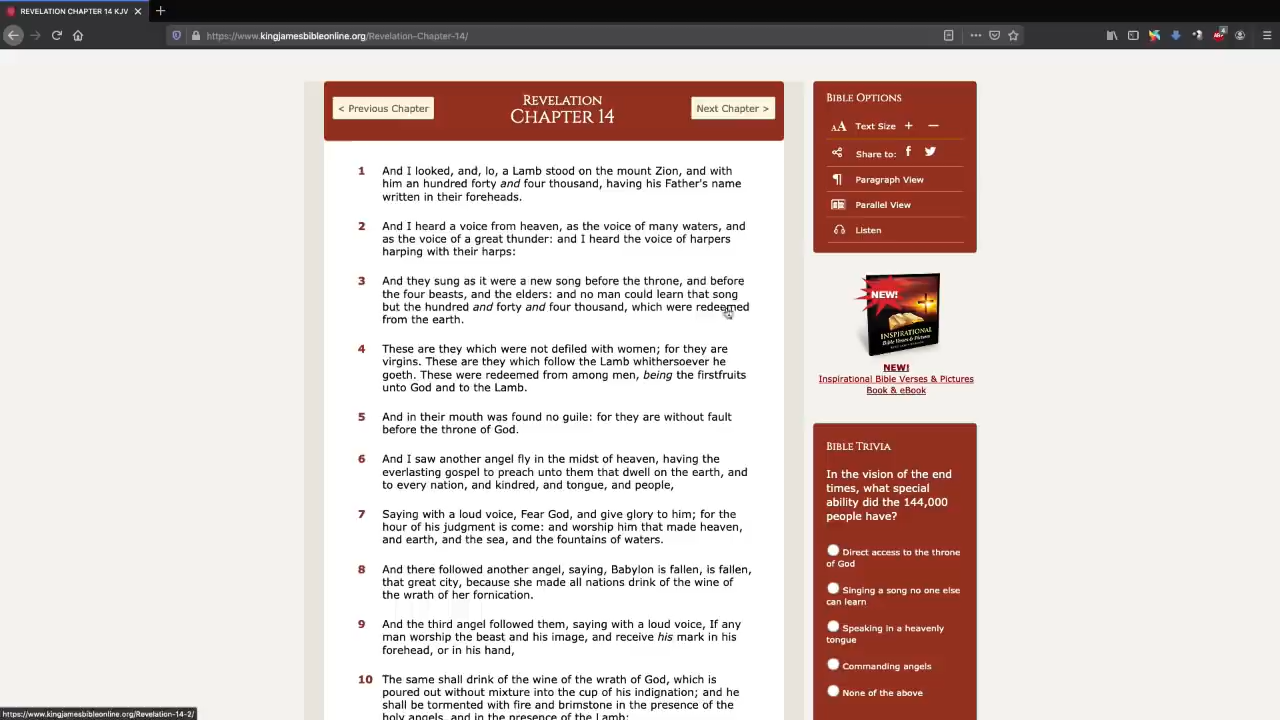 REVELATION CHAPTER 14 KJV
https://www.kingjamesbibleonline.org/Revelation-Chapter-14/
< Previous Chapter
REVELATION
CHAPTER 14
Next Chapter >
1 And I looked, and, lo, a Lamb stood on the mount Zion, and with
him an hundred forty and four thousand, having his Father's name
written in their foreheads.
2 And I heard a voice from heaven, as the voice of many waters, and
as the voice of a great thunder: and I heard the voice of harpers
harping with their harps:
3 And they sung as it were a new song before the throne, and before
the four beasts, and the elders: and no man could learn that song
but the hundred and forty and four thousand, which were redeemed
from the earth.
4 These are they which were not defiled with women; for they are
virgins. These are they which follow the Lamb whithersoever he
goeth. These were redeemed from among men, being the firstfruits
unto God and to the Lamb.
5 And in their mouth was found no guile: for they are without fault
before the throne of God.
6 And I saw another angel fly in the midst of heaven, having the
everlasting gospel to preach unto them that dwell on the earth, and
to every nation, and kindred, and tongue, and people,
7 Saying with a loud voice, Fear God, and give glory to him; for the
hour of his judgment is come: and worship him that made heaven,
and earth, and the sea, and the fountains of waters.
8 And there followed another angel, saying, Babylon is fallen, is fallen,
that great city, because she made all nations drink of the wine of
the wrath of her fornication.
9 And the third angel followed them, saying with a loud voice, If any
man worship the beast and his image, and receive his mark in his
forehead, or in his hand,
10 The same shall drink of the wine of the wrath of God, which is
poured out without mixture into the cup of his indignation; and he
shall be tormented with fire and brimstone in the presence of the
holy angels, and in the presence of the Lamb:
BIBLE OPTIONS
AA Text Size + −
Share to:
Paragraph View
Parallel View
Listen
NEW!
INSPIRATIONAL
Bible Verses & Pictures
NEW!
Inspirational Bible Verses & Pictures
Book & eBook
BIBLE TRIVIA
In the vision of the end
times, what special
ability did the 144,000
people have?
Direct access to the throne
of God
Singing a song no one else
can learn
Speaking in a heavenly
tongue
Commanding angels
None of the above
https://www.kingjamesbibleonline.org/Revelation-14-2/